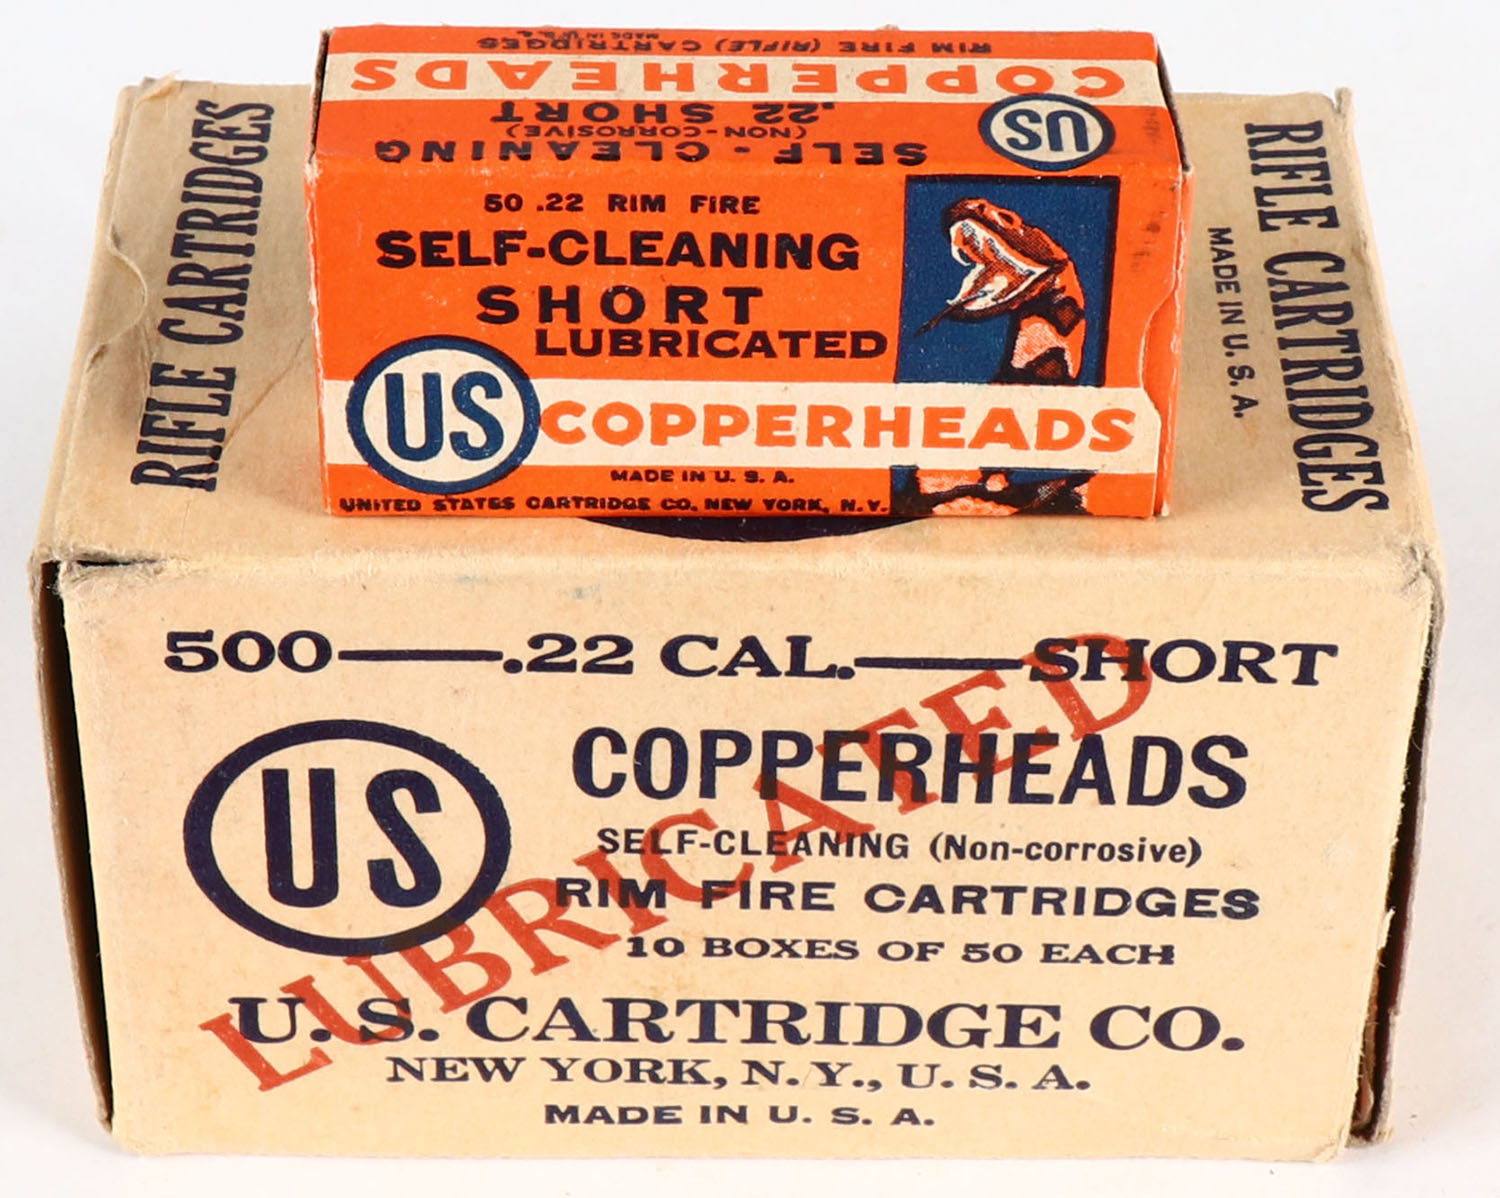 RIM FIRE (RIFLE) CARTRIDGES
MADE IN U.S.A.
COPPERHEADS
US
.22 SHORT
(NON-CORROSIVE)
SELF-CLEANING
50 .22 RIM FIRE
SELF-CLEANING
SHORT
LUBRICATED
US
COPPERHEADS
MADE IN U. S. A.
UNITED STATES CARTRIDGE CO. NEW YORK, N.Y.
RIFLE CARTRIDGES
RIFLE CARTRIDGES
MADE IN U. S. A.
500—.22 CAL.—SHORT
US
COPPERHEADS
SELF-CLEANING (Non-corrosive)
RIM FIRE CARTRIDGES
10 BOXES OF 50 EACH
LUBRICATED
U. S. CARTRIDGE CO.
NEW YORK, N. Y., U. S. A.
MADE IN U. S. A.